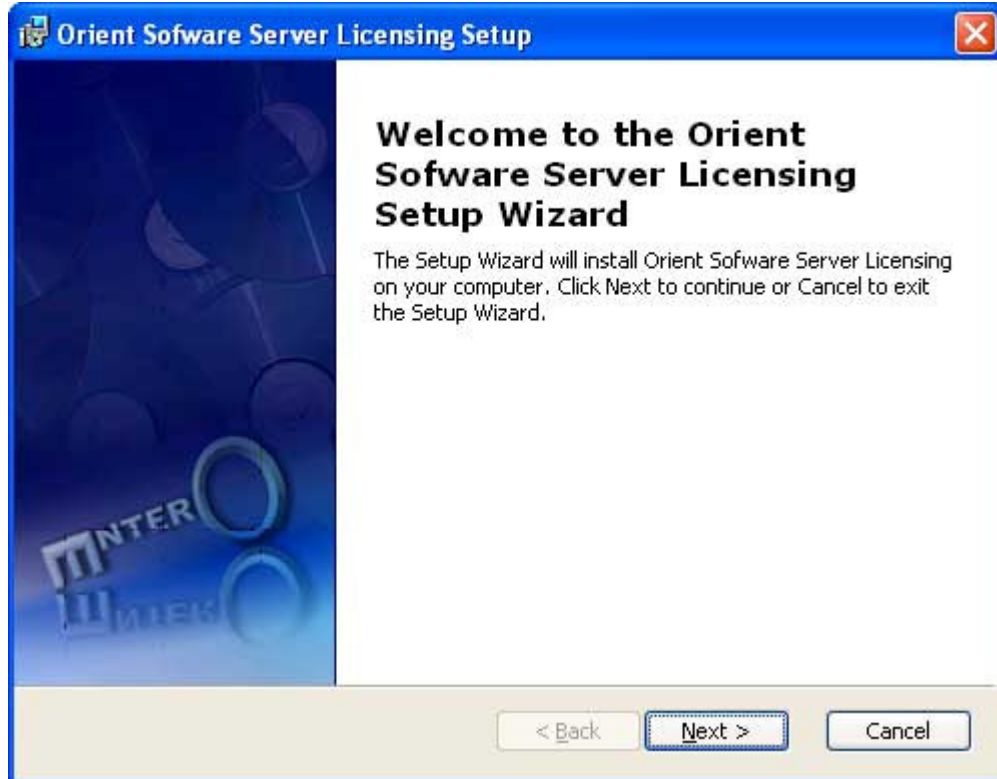 Orient Sofware Server Licensing Setup
Welcome to the Orient
Sofware Server Licensing
Setup Wizard
The Setup Wizard will install Orient Sofware Server Licensing
on your computer. Click Next to continue or Cancel to exit
the Setup Wizard.
ENTERO
< Back
Next >
Cancel